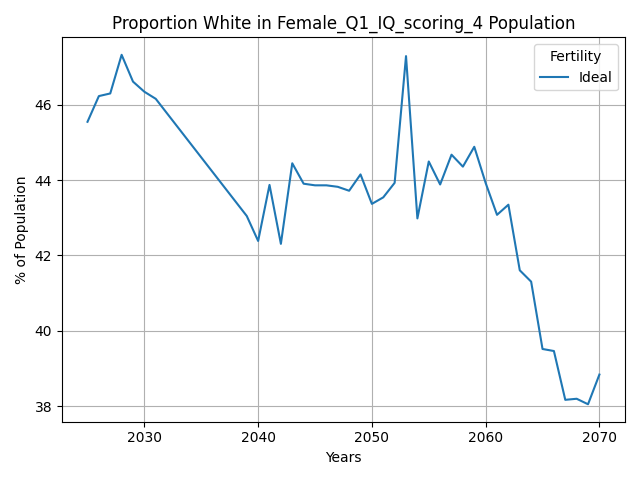 Proportion White in Female_Q1_IQ_scoring_4 Population
Fertility
Ideal
% of Population
46
44
42
40
38
2030 2040 2050 2060 2070
Years